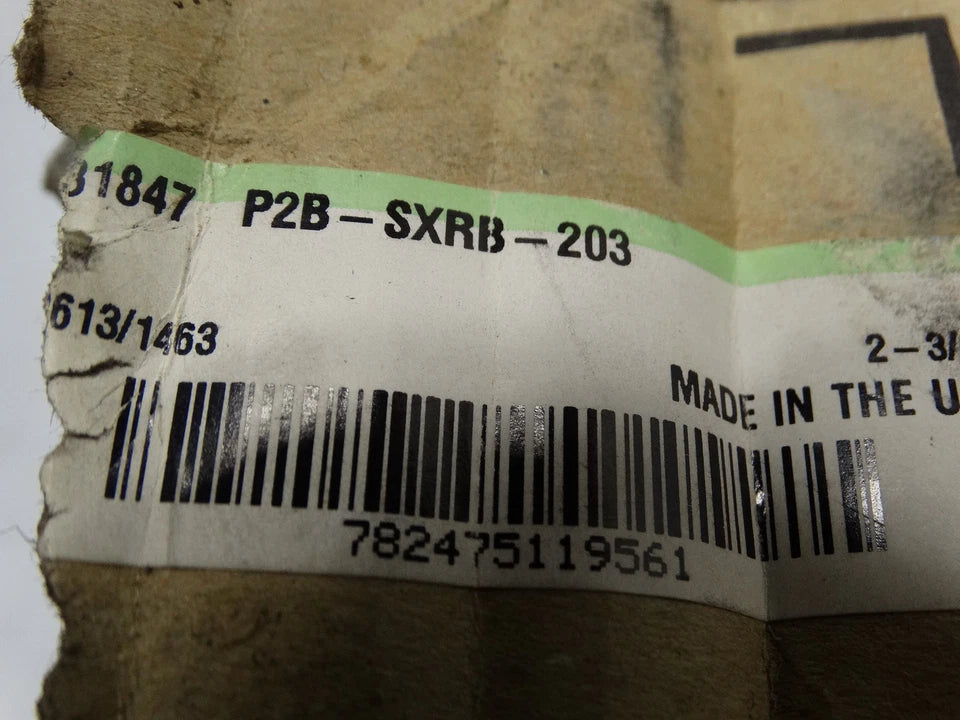 31847 P2B-SXRB-203
613/1463
2-3/
MADE IN THE U
782475119561